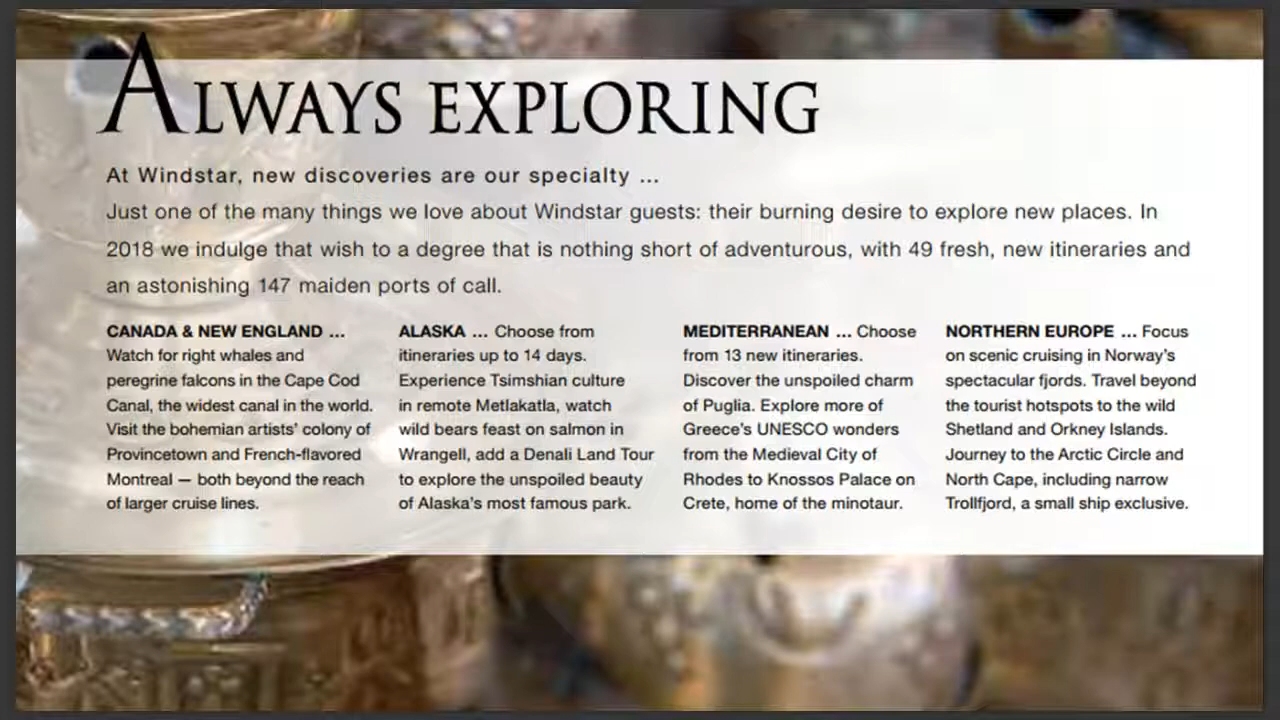 ALWAYS EXPLORING
At Windstar, new discoveries are our specialty ...
Just one of the many things we love about Windstar guests: their burning desire to explore new places. In
2018 we indulge that wish to a degree that is nothing short of adventurous, with 49 fresh, new itineraries and
an astonishing 147 maiden ports of call.
CANADA & NEW ENGLAND ...
Watch for right whales and
peregrine falcons in the Cape Cod
Canal, the widest canal in the world.
Visit the bohemian artists' colony of
Provincetown and French-flavored
Montreal — both beyond the reach
of larger cruise lines.
ALASKA ... Choose from
itineraries up to 14 days.
Experience Tsimshian culture
in remote Metlakatla, watch
wild bears feast on salmon in
Wrangell, add a Denali Land Tour
to explore the unspoiled beauty
of Alaska's most famous park.
MEDITERRANEAN ... Choose
from 13 new itineraries.
Discover the unspoiled charm
of Puglia. Explore more of
Greece's UNESCO wonders
from the Medieval City of
Rhodes to Knossos Palace on
Crete, home of the minotaur.
NORTHERN EUROPE ... Focus
on scenic cruising in Norway's
spectacular fjords. Travel beyond
the tourist hotspots to the wild
Shetland and Orkney Islands.
Journey to the Arctic Circle and
North Cape, including narrow
Trollfjord, a small ship exclusive.